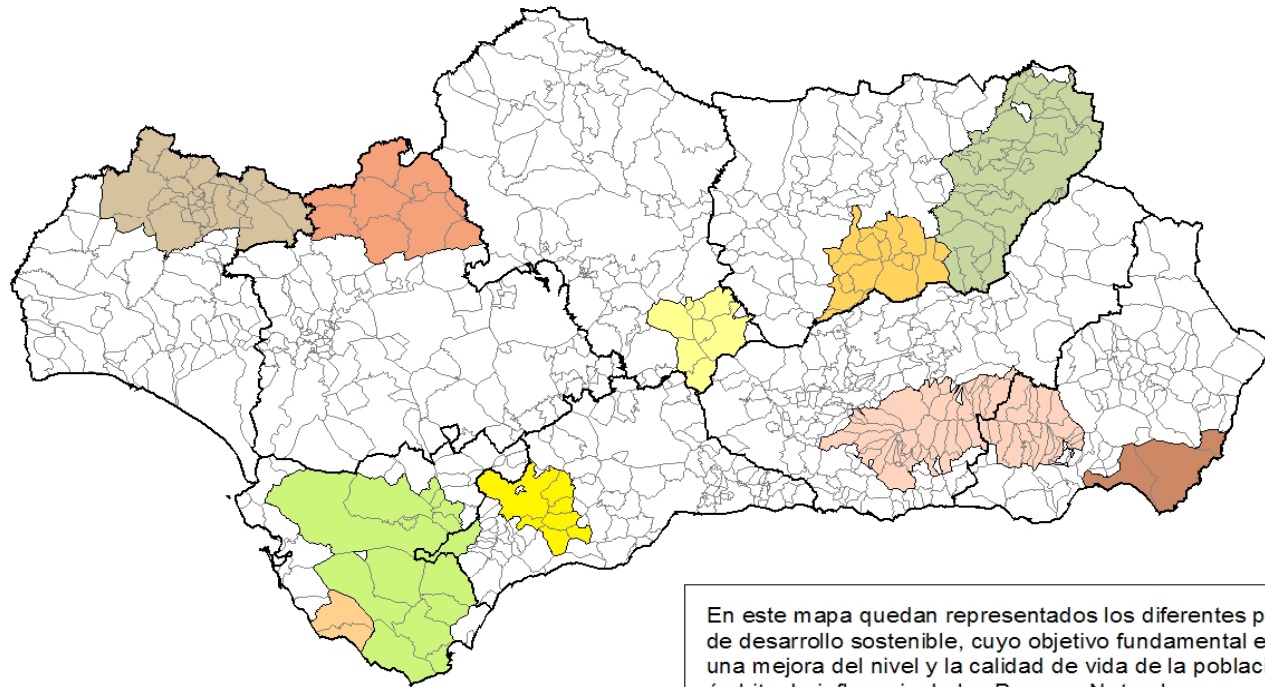 En este mapa quedan representados los diferentes p
de desarrollo sostenible, cuyo objetivo fundamental e
una mejora del nivel y la calidad de vida de la població